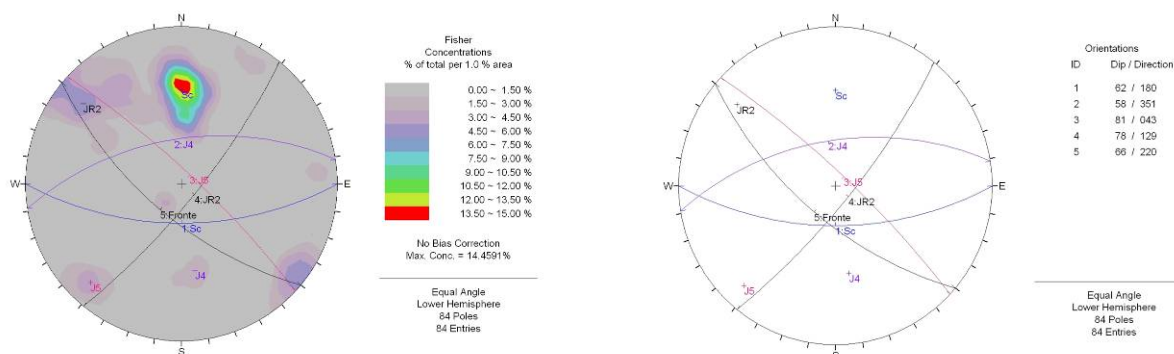 N
Sc
JR2
2:J4
W
3:J5
E
4:JR2
5:Fronte
1:Sc
J4
J5
S
Fisher
Concentrations
% of total per 1.0 % area
0.00 ~ 1.50 %
1.50 ~ 3.00 %
3.00 ~ 4.50 %
4.50 ~ 6.00 %
6.00 ~ 7.50 %
7.50 ~ 9.00 %
9.00 ~ 10.50 %
10.50 ~ 12.00 %
12.00 ~ 13.50 %
13.50 ~ 15.00 %
No Bias Correction
Max. Conc. = 14.4591%
Equal Angle
Lower Hemisphere
84 Poles
84 Entries
N
Sc
JR2
2:J4
W
3:J5
E
4:JR2
5:Fronte
1:Sc
J4
J5
S
Orientations
ID Dip / Direction
1 62 / 180
2 58 / 351
3 81 / 043
4 78 / 129
5 66 / 220
Equal Angle
Lower Hemisphere
84 Poles
84 Entries